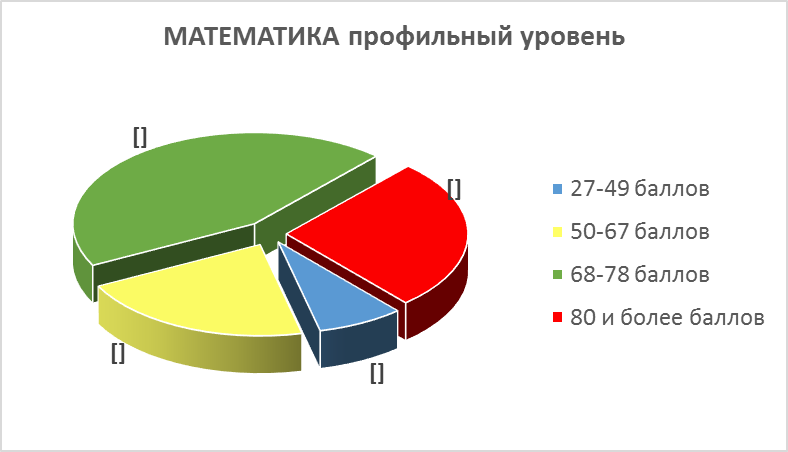 МАТЕМАТИКА профильный уровень
[]
[]
[]
[]
27-49 баллов
50-67 баллов
68-78 баллов
80 и более баллов